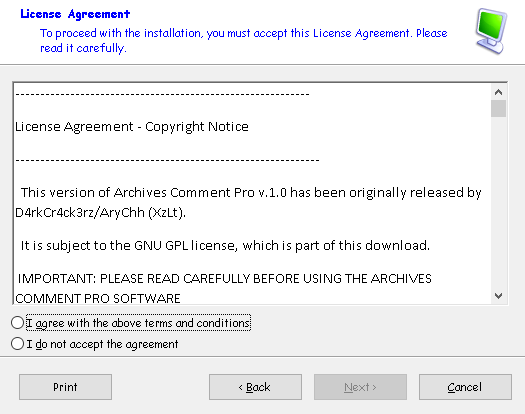 License Agreement
To proceed with the installation, you must accept this License Agreement. Please
read it carefully.
------------------------------------------------------------
License Agreement - Copyright Notice
--------------------------------------------------------------
This version of Archives Comment Pro v.1.0 has been originally released by
D4rkCr4ck3rz/AryChh (XzLt).
It is subject to the GNU GPL license, which is part of this download.
IMPORTANT: PLEASE READ CAREFULLY BEFORE USING THE ARCHIVES
COMMENT PRO SOFTWARE
I agree with the above terms and conditions
I do not accept the agreement
Print
< Back
Next >
Cancel